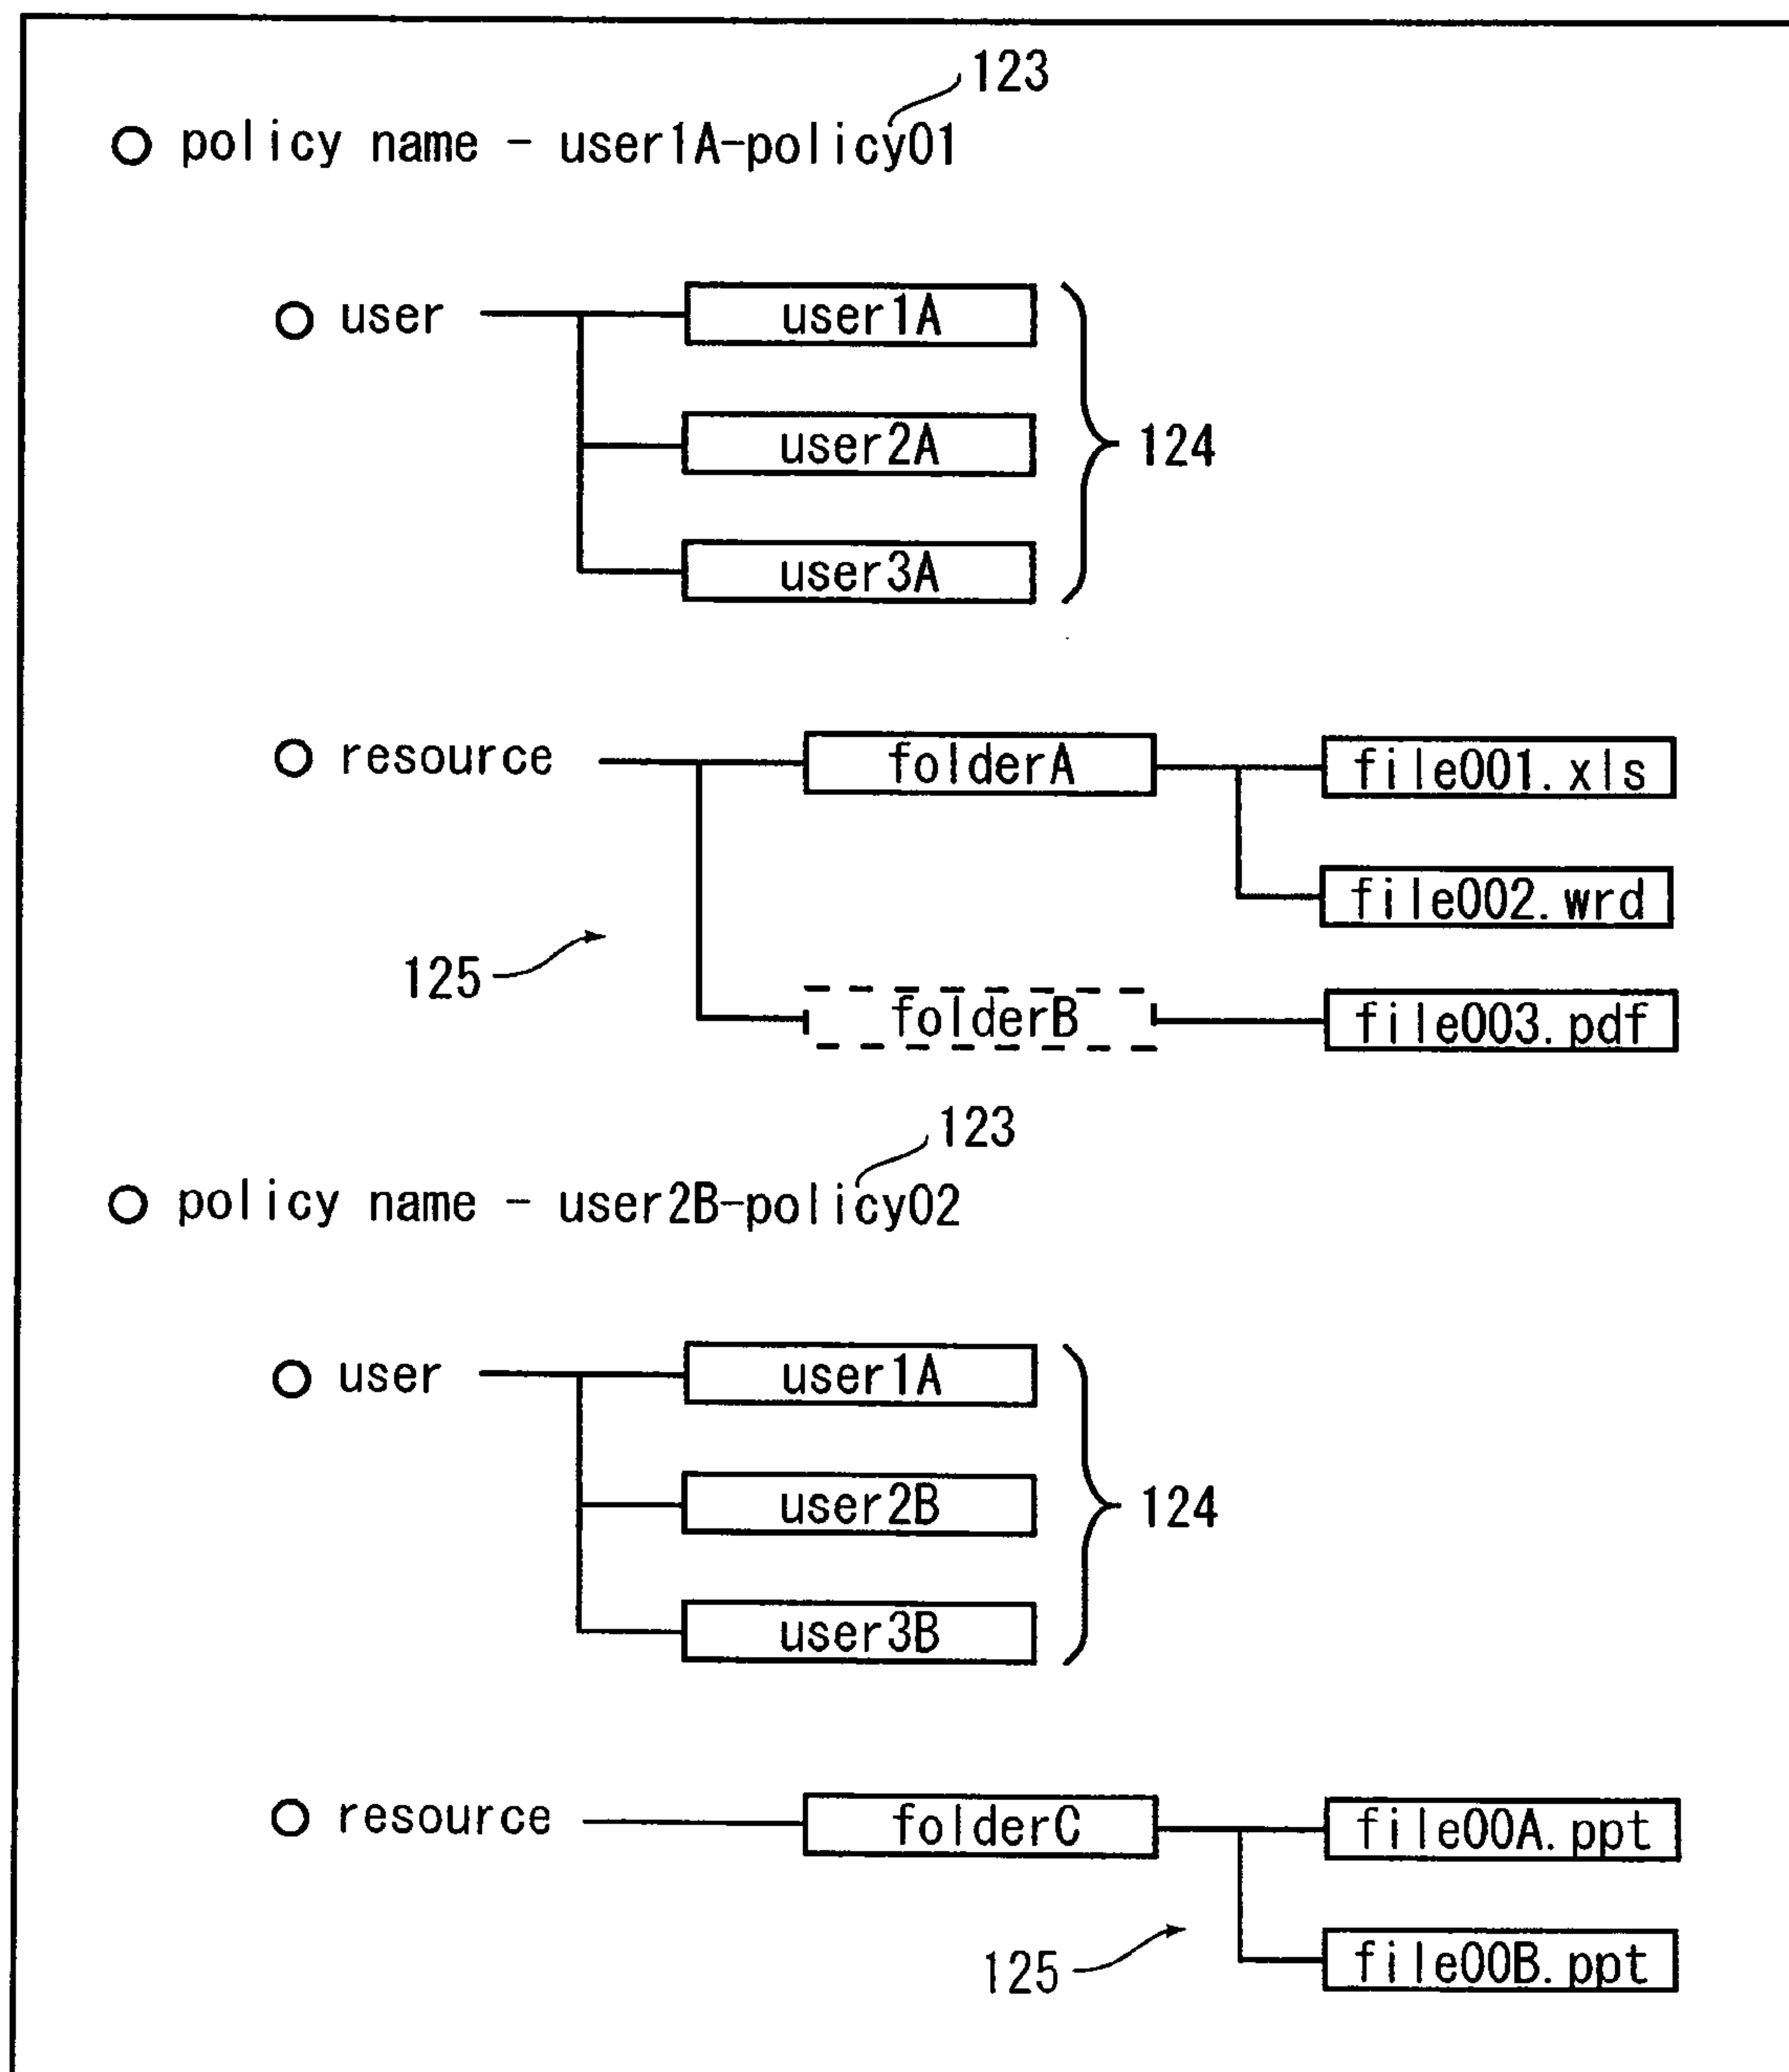 123
policy name - user1A-policy01
user
user1A
user2A
124
user3A
resource
folderA
file001.xls
file002.wrd
125
folderB
file003.pdf
123
policy name - user2B-policy02
user
user1A
user2B
124
user3B
resource
folderC
file00A.ppt
125
file00B.ppt